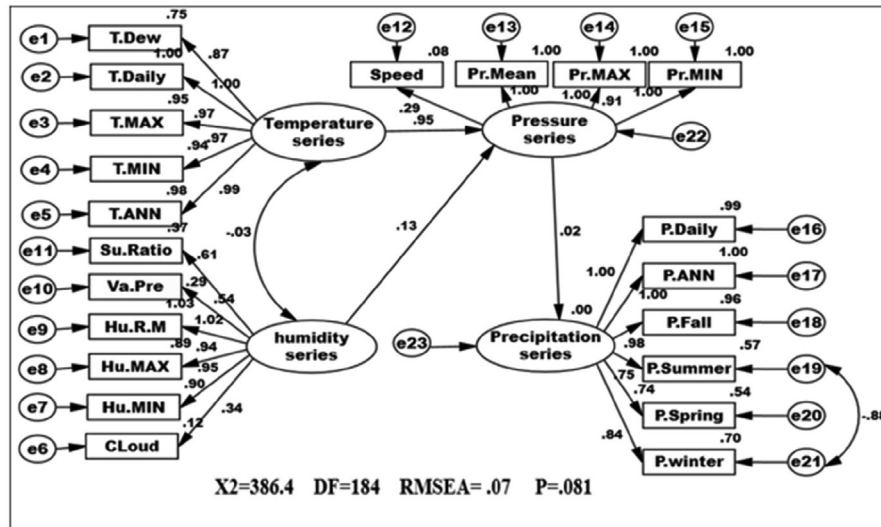 .75
e1
T.Dew
.87
1.00
e2
T.Daily
1.00
.95
e3
T.MAX
.97
.97
.94
e4
T.MIN
.98
.99
e5
T.ANN
.37
e11
Su.Ratio
.61
e10
Va.Pre
.29
.54
1.03
e9
Hu.R.M
1.02
.89
.94
e8
Hu.MAX
.95
.90
e7
Hu.MIN
.12
.34
e6
CLoud
Temperature
series
-.03
humidity
series
.95
.13
e12
e13
e14
e15
.08
1.00
1.00
1.00
Speed
Pr.Mean
Pr.MAX
Pr.MIN
.29
1.00
1.00
.91
1.00
Pressure
series
e22
.02
.00
e23
Precipitation
series
.99
P.Daily
e16
1.00
1.00
P.ANN
e17
1.00
.96
P.Fall
e18
.98
.57
P.Summer
e19
.75
.54
.74
P.Spring
e20
-.88
.84
.70
P.winter
e21
X2=386.4 DF=184 RMSEA= .07 P=.081